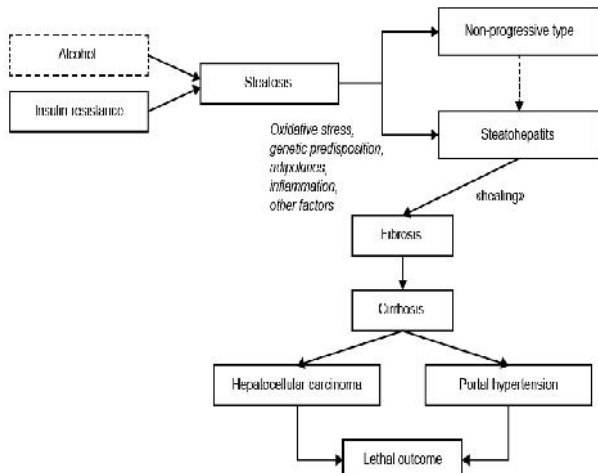 Non-progressive type
Alcohol
Steatosis
Insulin resistance
Oxidative stress,
genetic predisposition,
adipokines,
inflammation,
other factors
Steatohepatits
«healing»
Fibrosis
Cirrhosis
Hepatocellular carcinoma
Portal hypertension
Lethal outcome